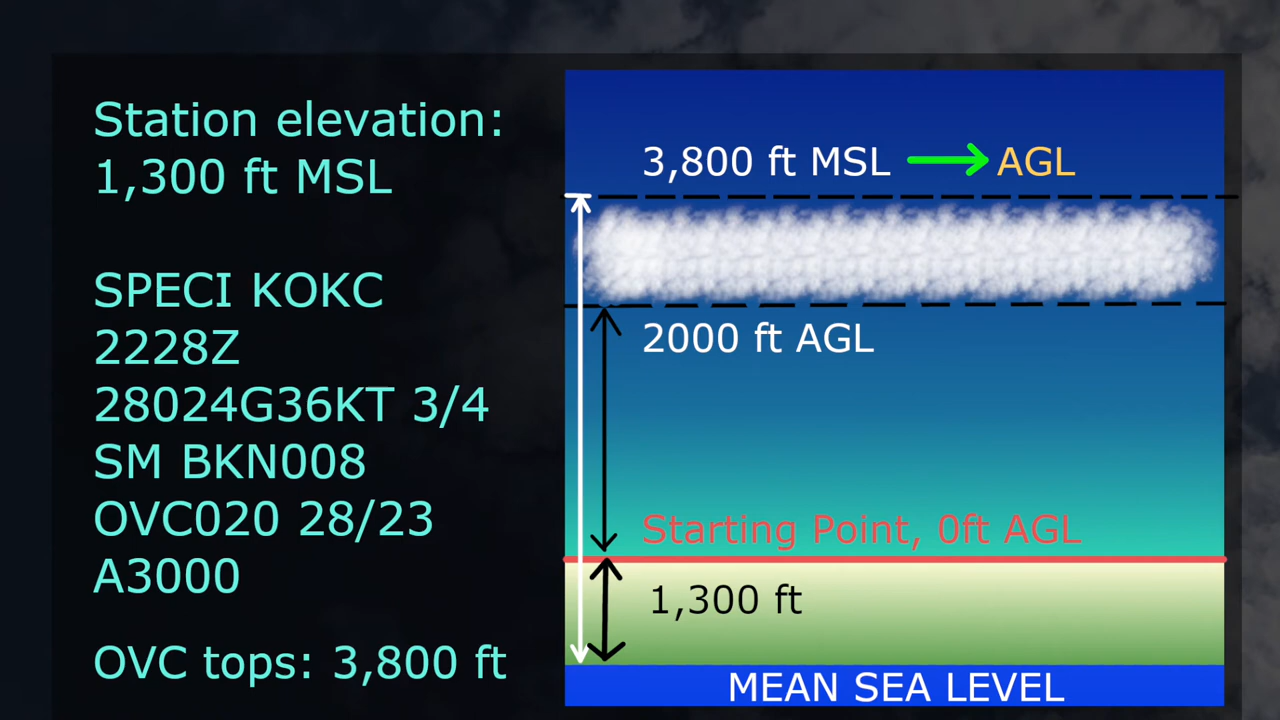 Station elevation:
1,300 ft MSL
SPECI KOKC
2228Z
28024G36KT 3/4
SM BKN008
OVC020 28/23
A3000
OVC tops: 3,800 ft
3,800 ft MSL AGL
2000 ft AGL
Starting Point, 0ft AGL
1,300 ft
MEAN SEA LEVEL